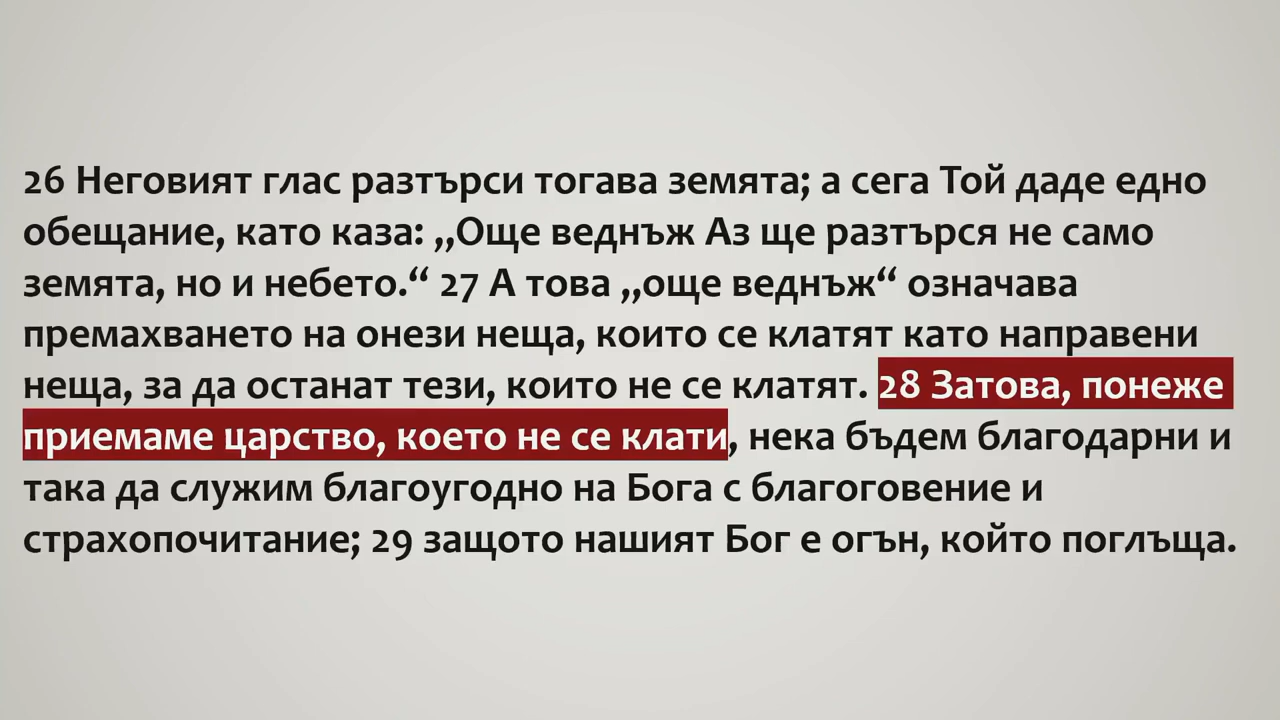 26 Неговият глас разтърси тогава земята; а сега Той даде едно
обещание, като каза: „Още веднъж Аз ще разтърся не само
земята, но и небето.“ 27 А това „още веднъж“ означава
премахването на онези неща, които се клатят като направени
неща, за да останат тези, които не се клатят. 28 Затова, понеже
приемаме царство, което не се клати, нека бъдем благодарни и
така да служим благоугодно на Бога с благоговение и
страхопочитание; 29 защото нашият Бог е огън, който поглъща.